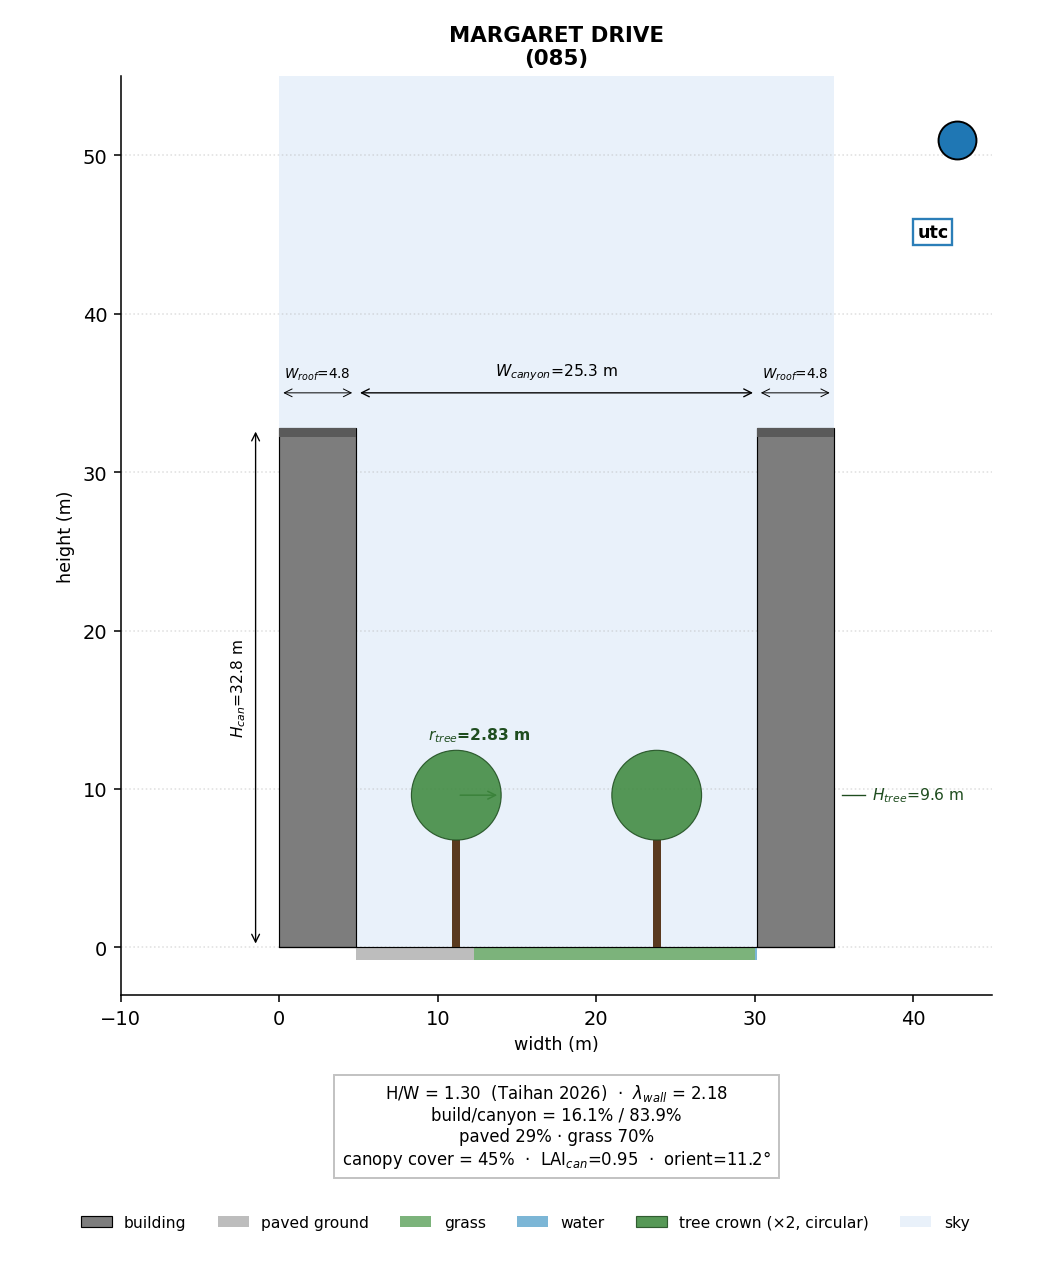 MARGARET DRIVE
(085)
50
utc
40
W_roof=4.8
W_canyon=25.3 m
W_roof=4.8
30
height (m)
20
H_can=32.8 m
r_tree=2.83 m
10
H_tree=9.6 m
0
−10 0 10 20 30 40
width (m)
H/W = 1.30 (Taihan 2026) · λ_wall = 2.18
build/canyon = 16.1% / 83.9%
paved 29% · grass 70%
canopy cover = 45% · LAI_can=0.95 · orient=11.2°
building paved ground grass water tree crown (×2, circular) sky